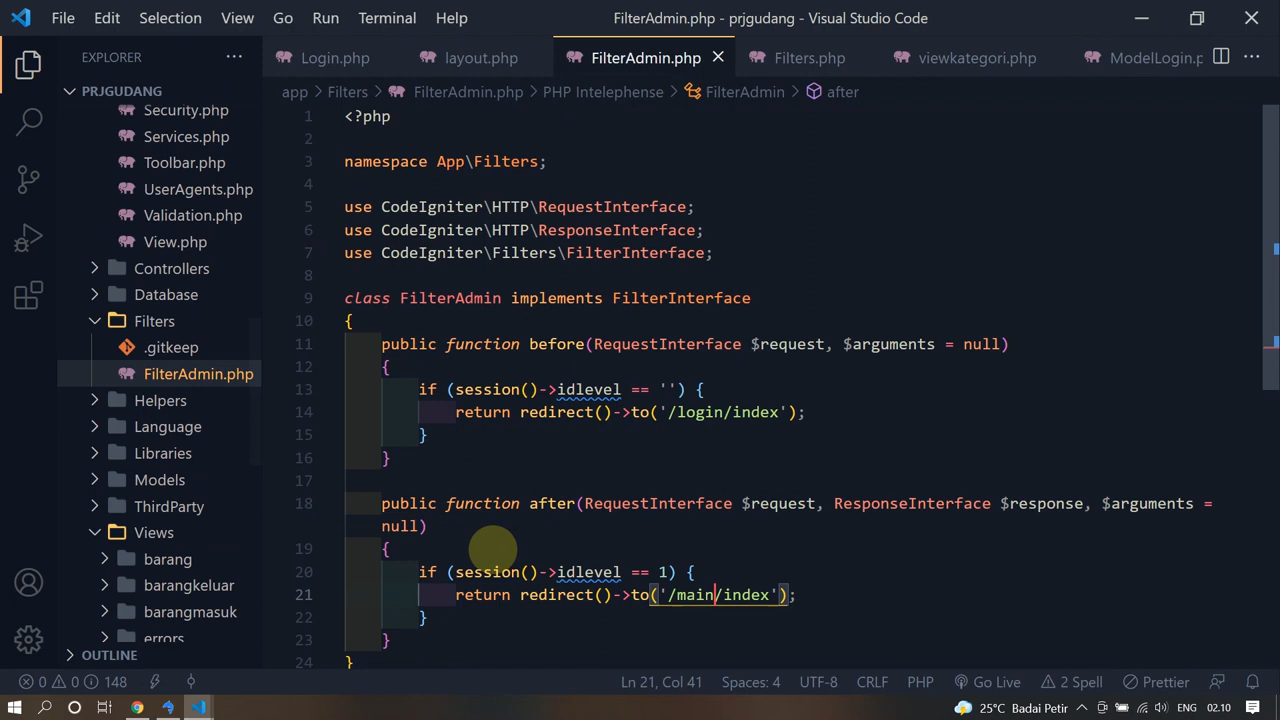 File Edit Selection View Go Run Terminal Help FilterAdmin.php - prjgudang - Visual Studio Code
EXPLORER
PRJGUDANG
Security.php
Services.php
Toolbar.php
UserAgents.php
Validation.php
View.php
Controllers
Database
Filters
.gitkeep
FilterAdmin.php
Helpers
Language
Libraries
Models
ThirdParty
Views
barang
barangkeluar
errors
OUTLINE
Login.php layout.php FilterAdmin.php Filters.php viewkategori.php ModelLogin.p
app Filters FilterAdmin.php PHP Intelephense FilterAdmin after
1 <?php
2
3 namespace App\Filters;
4
5 use CodeIgniter\HTTP\RequestInterface;
6 use CodeIgniter\HTTP\ResponseInterface;
7 use CodeIgniter\Filters\FilterInterface;
8
9 class FilterAdmin implements FilterInterface
10 {
11 public function before(RequestInterface $request, $arguments = null)
12 {
13 if (session()->idlevel == '') {
14 return redirect()->to('/login/index');
15 }
16 }
17
18 public function after(RequestInterface $request, ResponseInterface $response, $arguments =
null)
19 {
20 if (session()->idlevel == 1) {
21 return redirect()->to('/main/index');
22 }
23 }
24 }
0 0 148 Ln 21, Col 41 Spaces: 4 UTF-8 CRLF PHP Go Live 2 Spell Prettier
25°C Badai Petir ENG 02.10